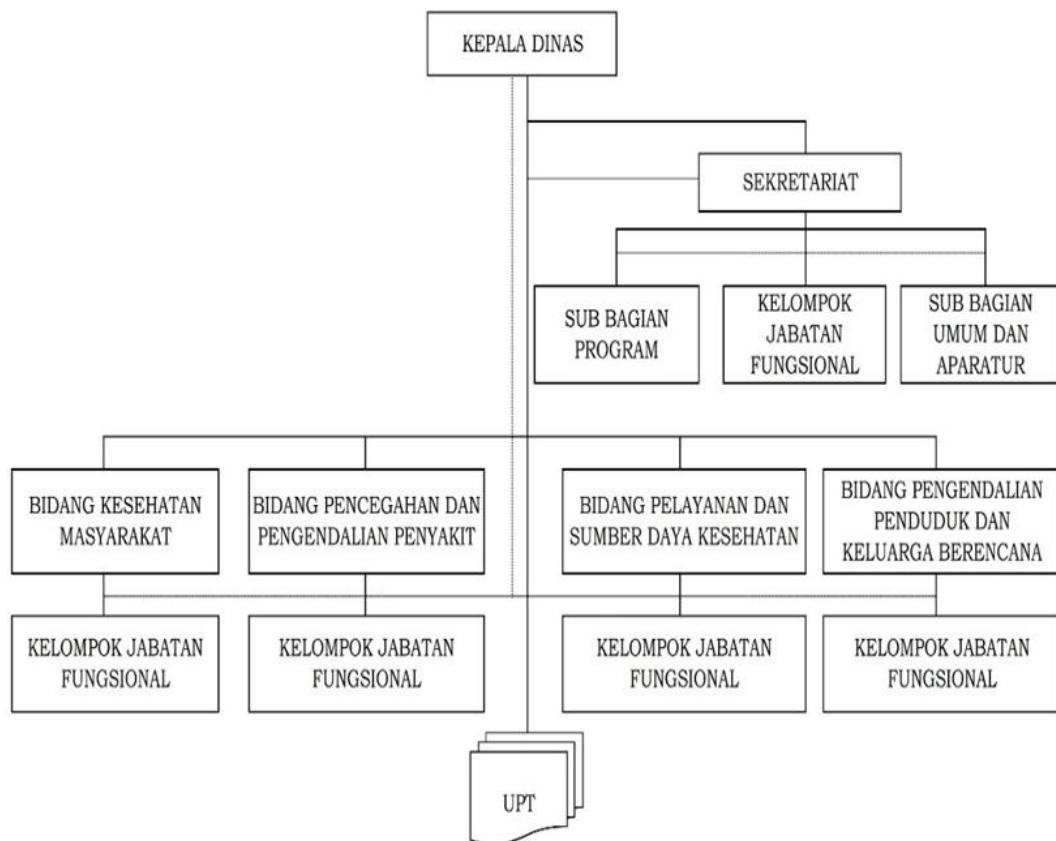 KEPALA DINAS
SEKRETARIAT
SUB BAGIAN
PROGRAM
KELOMPOK
JABATAN
FUNGSIONAL
SUB BAGIAN
UMUM DAN
APARATUR
BIDANG KESEHATAN
MASYARAKAT
BIDANG PENCEGAHAN DAN
PENGENDALIAN PENYAKIT
BIDANG PELAYANAN DAN
SUMBER DAYA KESEHATAN
BIDANG PENGENDALIAN
PENDUDUK DAN
KELUARGA BERENCANA
KELOMPOK JABATAN
FUNGSIONAL
KELOMPOK JABATAN
FUNGSIONAL
KELOMPOK JABATAN
FUNGSIONAL
KELOMPOK JABATAN
FUNGSIONAL
UPT